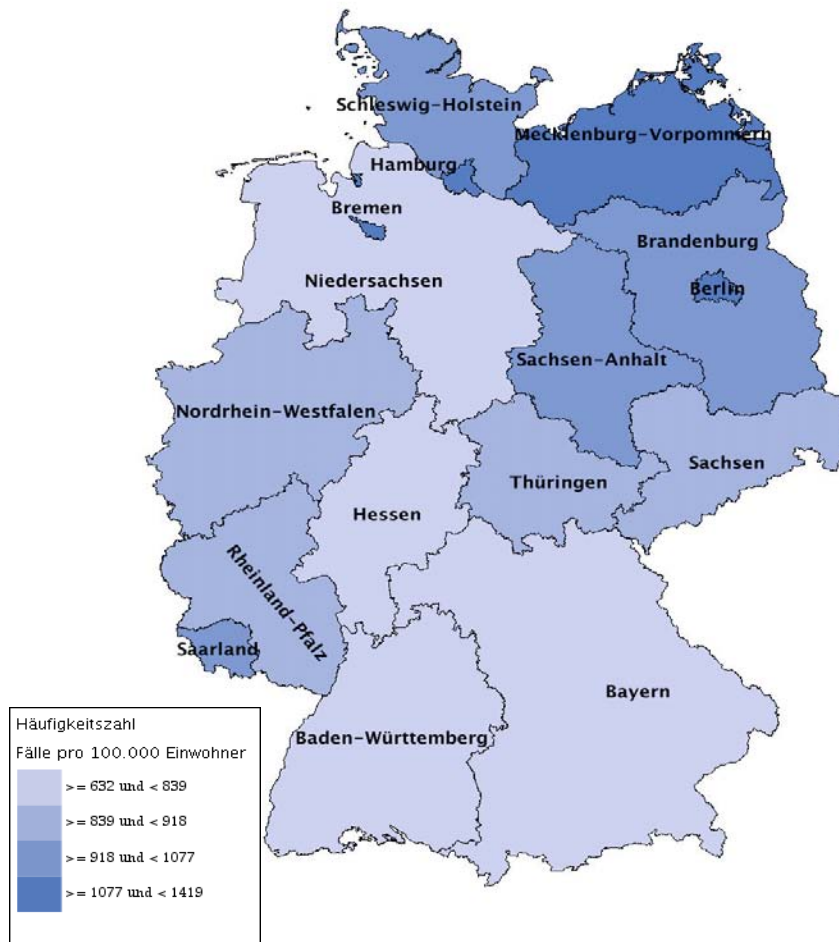 Schleswig-Holstein
Mecklenburg-Vorpommern
Hamburg
Bremen
Brandenburg
Niedersachsen
Berlin
Sachsen-Anhalt
Nordrhein-Westfalen
Sachsen
Thüringen
Hessen
Rheinland-Pfalz
Saarland
Bayern
Baden-Württemberg
Häufigkeitszahl
Fälle pro 100.000 Einwohner
>= 632 und < 839
>= 839 und < 918
>= 918 und < 1077
>= 1077 und < 1419